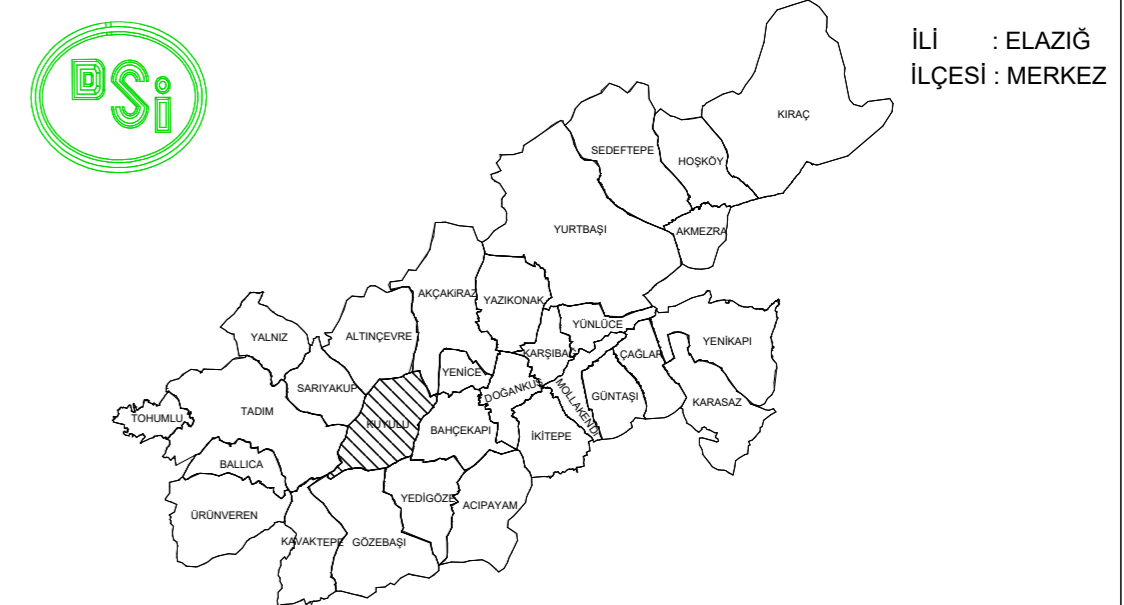 DSi
İLİ : ELAZIĞ
İLÇESİ : MERKEZ
KIRAÇ
SEDEFTEPE
HOŞKÖY
YURTBAŞI
AKMEZRA
AKÇAKiRAZ
YAZIKONAK
YALNIZ
ALTINÇEVRE
YÜNLÜCE
YENİKAPI
KARŞIBAĞ
ÇAĞLAR
YENİCE
SARIYAKUP
DOĞANKUŞ
MOLLAKENDİ
GÜNTAŞI
KARASAZ
TOHUMLU
TADIM
KUYULU
BAHÇEKAPI
İKİTEPE
BALLICA
YEDİGÖZE
ACIPAYAM
ÜRÜNVEREN
KAVAKTEPE
GÖZEBAŞI